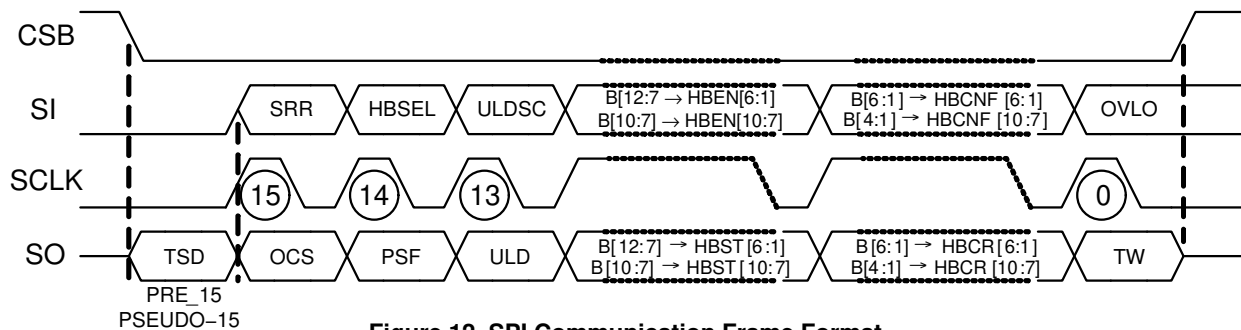 CSB
SI
SRR
HBSEL
ULDSC
B[12:7 → HBEN[6:1]
B[10:7] → HBEN[10:7]
B[6:1] → HBCNF [6:1]
B[4:1] → HBCNF [10:7]
OVLO
SCLK
15
14
13
0
SO
TSD
OCS
PSF
ULD
B[12:7] → HBST[6:1]
B[10:7] → HBST[10:7]
B[6:1] → HBCR[6:1]
B[4:1] → HBCR [10:7]
TW
PRE_15
PSEUDO−15
Figure 19. SPI Communication Frame Format